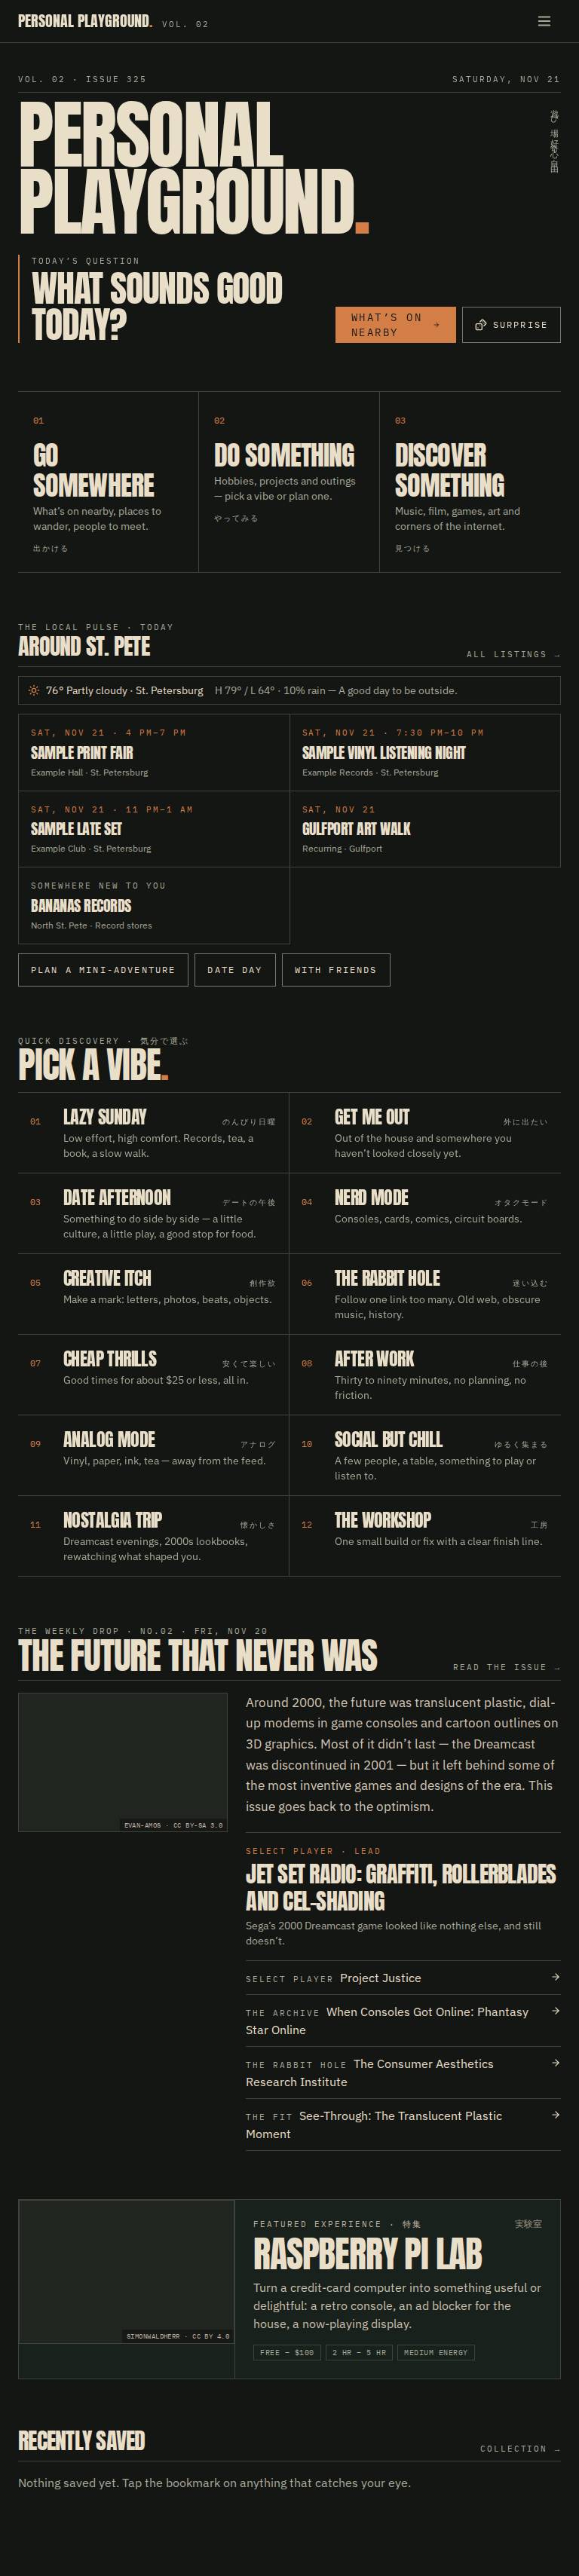 PERSONAL PLAYGROUND. VOL. 02
VOL. 02 · ISSUE 325
SATURDAY, NOV 21
PERSONAL
PLAYGROUND.
TODAY’S QUESTION
WHAT SOUNDS GOOD
TODAY?
WHAT’S ON
NEARBY →
SURPRISE
01
GO
SOMEWHERE
What’s on nearby, places to
wander, people to meet.
出かける
02
DO SOMETHING
Hobbies, projects and outings
— pick a vibe or plan one.
やってみる
03
DISCOVER
SOMETHING
Music, film, games, art and
corners of the internet.
見つける
THE LOCAL PULSE · TODAY
AROUND ST. PETE
ALL LISTINGS →
76° Partly cloudy · St. Petersburg H 79° / L 64° · 10% rain — A good day to be outside.
SAT, NOV 21 · 4 PM–7 PM
SAMPLE PRINT FAIR
Example Hall · St. Petersburg
SAT, NOV 21 · 7:30 PM–10 PM
SAMPLE VINYL LISTENING NIGHT
Example Records · St. Petersburg
SAT, NOV 21 · 11 PM–1 AM
SAMPLE LATE SET
Example Club · St. Petersburg
SAT, NOV 21
GULFPORT ART WALK
Recurring · Gulfport
SOMEWHERE NEW TO YOU
BANANAS RECORDS
North St. Pete · Record stores
PLAN A MINI-ADVENTURE
DATE DAY
WITH FRIENDS
QUICK DISCOVERY · 気分で選ぶ
PICK A VIBE.
01 LAZY SUNDAY のんびり日曜
Low effort, high comfort. Records, tea, a
book, a slow walk.
02 GET ME OUT 外に出たい
Out of the house and somewhere you
haven’t looked closely yet.
03 DATE AFTERNOON デートの午後
Something to do side by side — a little
culture, a little play, a good stop for food.
04 NERD MODE オタクモード
Consoles, cards, comics, circuit boards.
05 CREATIVE ITCH 創作欲
Make a mark: letters, photos, beats, objects.
06 THE RABBIT HOLE 迷い込む
Follow one link too many. Old web, obscure
music, history.
07 CHEAP THRILLS 安くて楽しい
Good times for about $25 or less, all in.
08 AFTER WORK 仕事の後
Thirty to ninety minutes, no planning, no
friction.
09 ANALOG MODE アナログ
Vinyl, paper, ink, tea — away from the feed.
10 SOCIAL BUT CHILL ゆるく集まる
A few people, a table, something to play or
listen to.
11 NOSTALGIA TRIP 懐かしさ
Dreamcast evenings, 2000s lookbooks,
rewatching what shaped you.
12 THE WORKSHOP 工房
One small build or fix with a clear finish line.
THE WEEKLY DROP · NO.02 · FRI, NOV 20
THE FUTURE THAT NEVER WAS
READ THE ISSUE →
EVAN-AMOS · CC BY-SA 3.0
Around 2000, the future was translucent plastic, dial-
up modems in game consoles and cartoon outlines on
3D graphics. Most of it didn’t last — the Dreamcast
was discontinued in 2001 — but it left behind some of
the most inventive games and designs of the era. This
issue goes back to the optimism.
SELECT PLAYER · LEAD
JET SET RADIO: GRAFFITI, ROLLERBLADES
AND CEL-SHADING
Sega’s 2000 Dreamcast game looked like nothing else, and still
doesn’t.
SELECT PLAYER Project Justice →
THE ARCHIVE When Consoles Got Online: Phantasy →
Star Online
THE RABBIT HOLE The Consumer Aesthetics →
Research Institute
THE FIT See-Through: The Translucent Plastic →
Moment
SIMONWALDHERR · CC BY 4.0
FEATURED EXPERIENCE · 特集
実験室
RASPBERRY PI LAB
Turn a credit-card computer into something useful or
delightful: a retro console, an ad blocker for the
house, a now-playing display.
FREE – $100
2 HR – 5 HR
MEDIUM ENERGY
RECENTLY SAVED
COLLECTION →
Nothing saved yet. Tap the bookmark on anything that catches your eye.